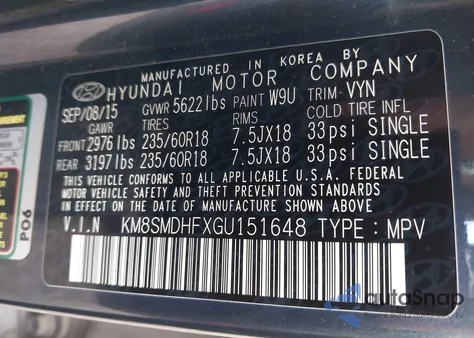 MANUFACTURED IN KOREA BY
HYUNDAI MOTOR COMPANY
SEP/08/15 GVWR 5622lbs PAINT W9U TRIM-VYN
GAWR TIRES RIMS COLD TIRE INFL
FRONT 2976lbs 235/60R18 7.5JX18 33psi SINGLE
REAR 3197lbs 235/60R18 7.5JX18 33psi SINGLE
THIS VEHICLE CONFORMS TO ALL APPLICABLE U.S.A. FEDERAL
MOTOR VEHICLE SAFETY AND THEFT PREVENTION STANDARDS
IN EFFECT ON THE DATE OF MANUFACTURE SHOWN ABOVE
V.I.N KM8SMDHFXGU151648 TYPE : MPV
P06
autoSnap